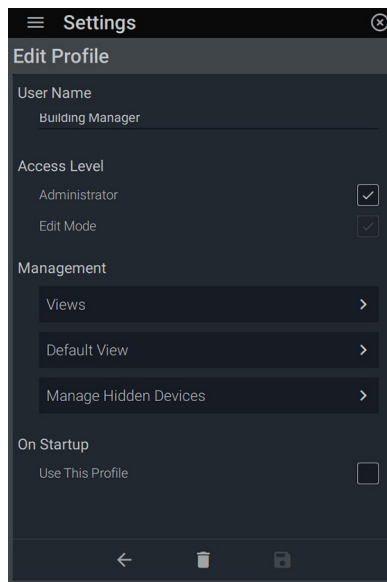 Settings
Edit Profile
User Name
Building Manager
Access Level
Administrator
Edit Mode
Management
Views
Default View
Manage Hidden Devices
On Startup
Use This Profile